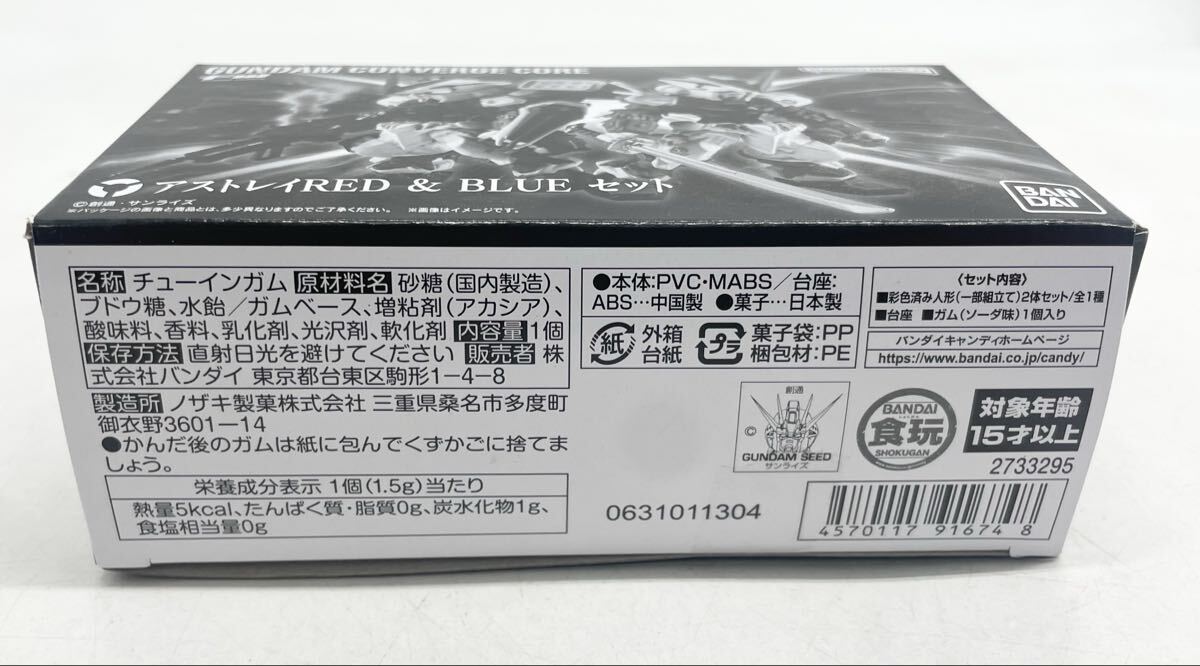 GUNDAM CONVERGE CORE
アストレイRED & BLUE セット
©創通・サンライズ
※パッケージの画像と商品とは、多少異なりますのでご了承ください。 ※画像はイメージです。
BAN
DAI
名称 チューインガム 原材料名 砂糖(国内製造)、
ブドウ糖、水飴/ガムベース、増粘剤(アカシア)、
酸味料、香料、乳化剤、光沢剤、軟化剤 内容量 1個
保存方法 直射日光を避けてください 販売者 株
式会社バンダイ 東京都台東区駒形1-4-8
製造所 ノザキ製菓株式会社 三重県桑名市多度町
御衣野3601-14
●かんだ後のガムは紙に包んでくずかごに捨てま
しょう。
栄養成分表示 1個(1.5g)当たり
熱量5kcal、たんぱく質・脂質0g、炭水化物1g、
食塩相当量0g
●本体:PVC・MABS/台座:
ABS…中国製 ●菓子…日本製
紙 外箱
台紙
プラ 菓子袋:PP
梱包材:PE
0631011304
〈セット内容〉
■彩色済み人形(一部組立て)2体セット/全1種
■台座 ■ガム(ソーダ味)1個入り
バンダイキャンディホームページ
https://www.bandai.co.jp/candy/
創通
©
GUNDAM SEED
サンライズ
BANDAI
食玩
SHOKUGAN
対象年齢
15才以上
2733295
4570117 91674 8